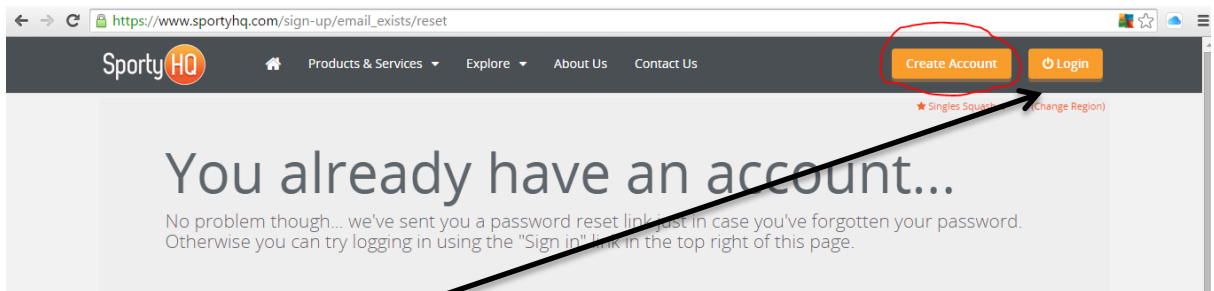 https://www.sportyhq.com/sign-up/email_exists/reset
Sporty HQ Products & Services Explore About Us Contact Us Create Account Login
Singles Squash (Change Region)
You already have an account...
No problem though... we've sent you a password reset link just in case you've forgotten your password.
Otherwise you can try logging in using the "Sign in" link in the top right of this page.